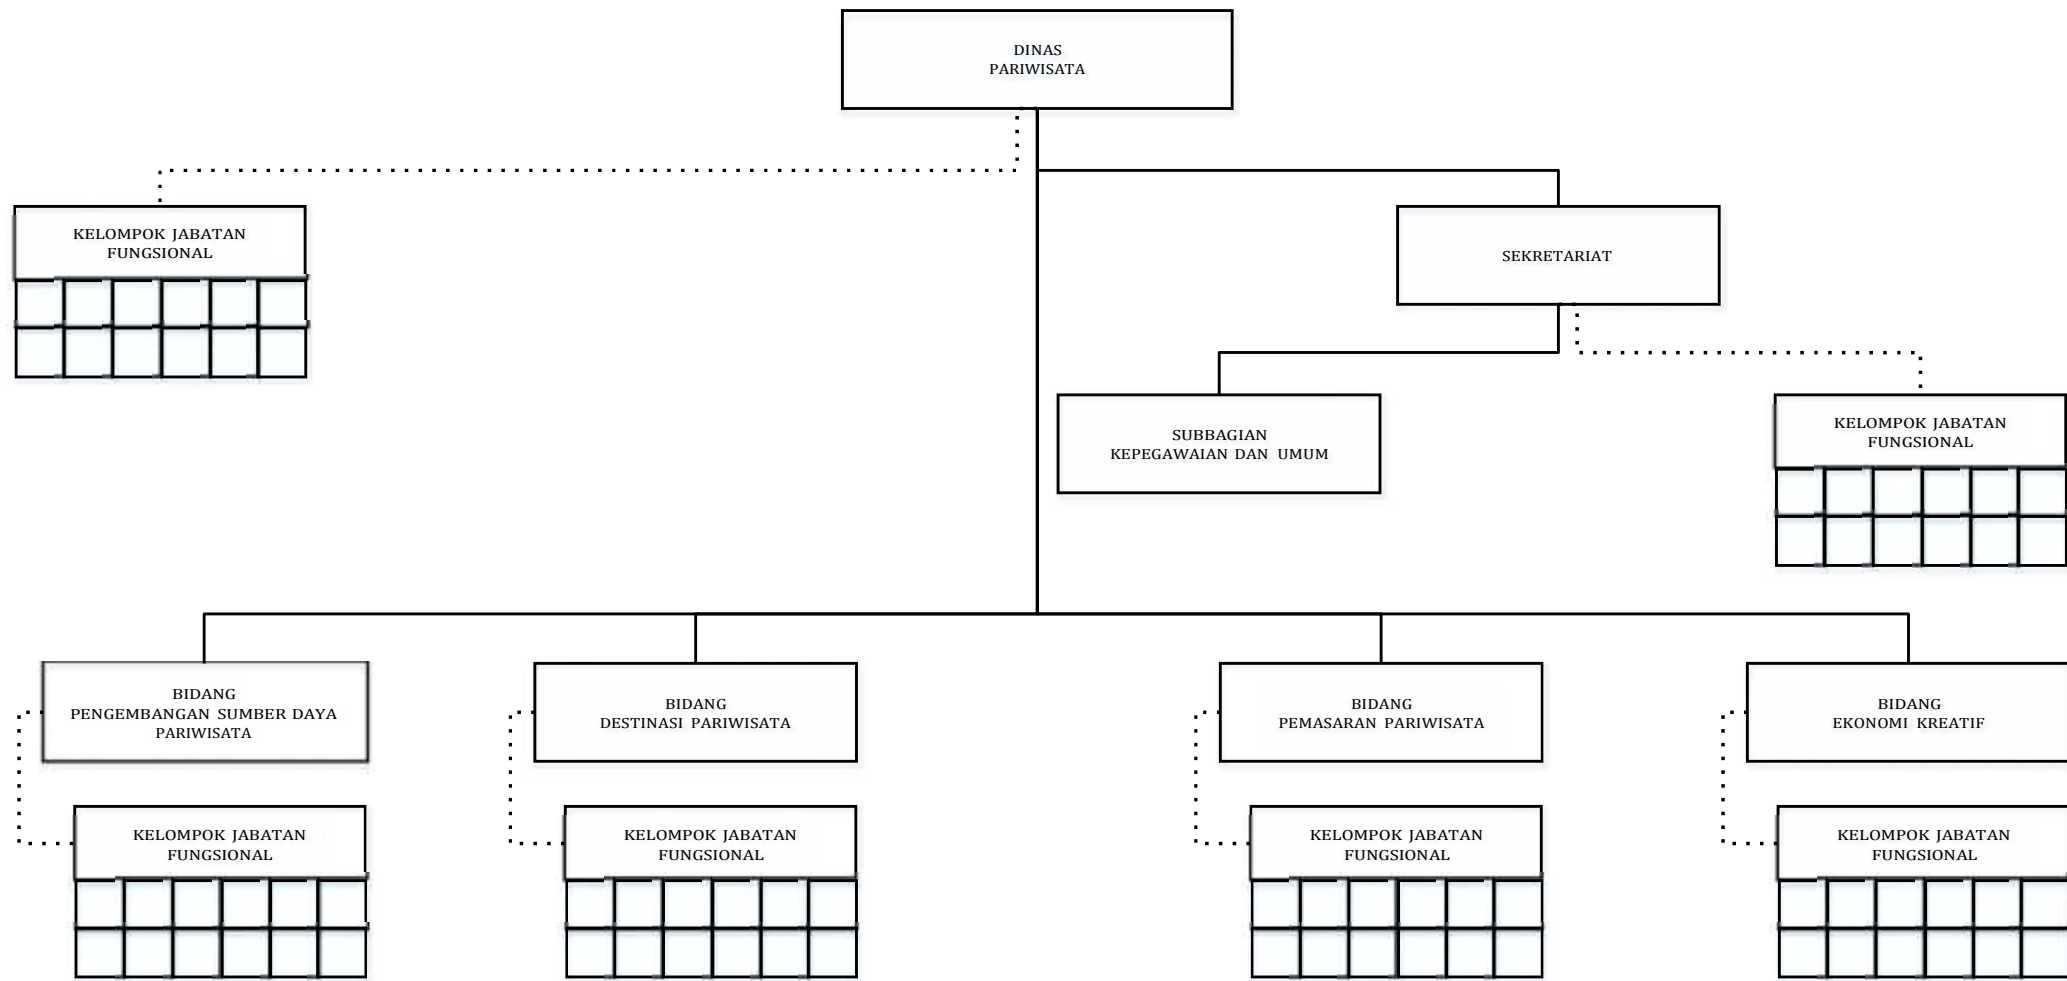 DINAS
PARIWISATA
KELOMPOK JABATAN
FUNGSIONAL
SEKRETARIAT
SUBBAGIAN
KEPEGAWAIAN DAN UMUM
KELOMPOK JABATAN
FUNGSIONAL
BIDANG
PENGEMBANGAN SUMBER DAYA
PARIWISATA
BIDANG
DESTINASI PARIWISATA
BIDANG
PEMASARAN PARIWISATA
BIDANG
EKONOMI KREATIF
KELOMPOK JABATAN
FUNGSIONAL
KELOMPOK JABATAN
FUNGSIONAL
KELOMPOK JABATAN
FUNGSIONAL
KELOMPOK JABATAN
FUNGSIONAL